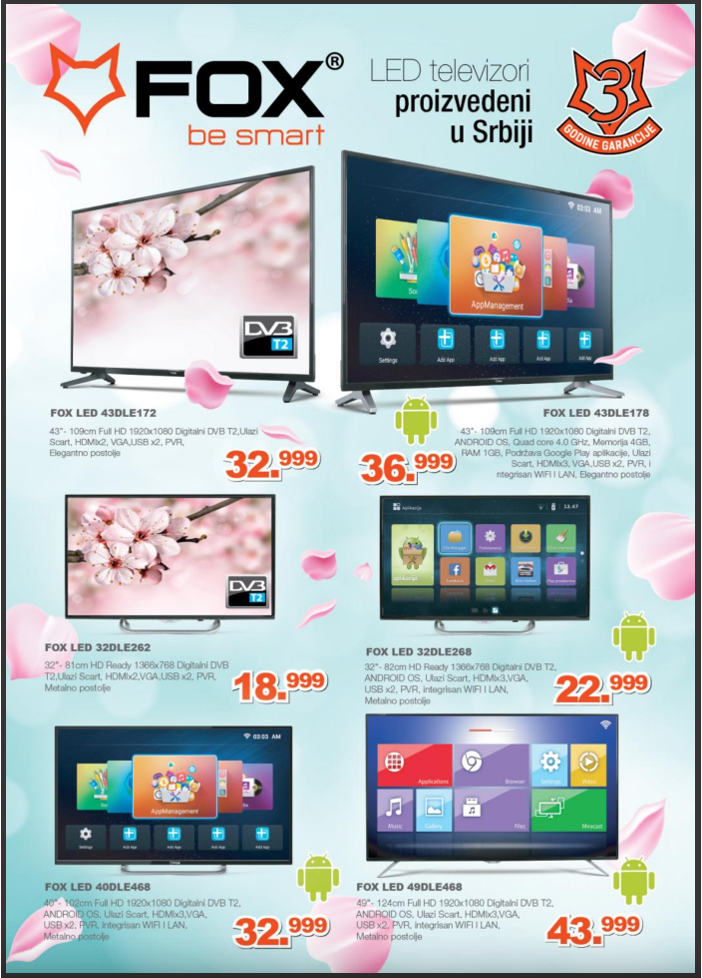 FOX®
be smart
LED televizori
proizvedeni
u Srbiji
3
GODINE GARANCIJE
03:03 AM
AppManagement
Settings
Add App
Add App
Add App
Add App
DVB
T2
FOX LED 43DLE172
43"- 109cm Full HD 1920x1080 Digitalni DVB T2,Ulazi
Scart, HDMIx2, VGA,USB x2, PVR,
Elegantno postolje
32.999
FOX LED 43DLE178
43"- 109cm Full HD 1920x1080 Digitalni DVB T2,
ANDROID OS, Quad core 4.0 GHz, Memorija 4GB,
RAM 1GB, Podržava Google Play aplikacije, Ulazi
Scart, HDMIx3, VGA,USB x2, PVR, i
ntegrisan WIFI I LAN, Elegantno postolje
36.999
DVB
T2
FOX LED 32DLE262
32"- 81cm HD Ready 1366x768 Digitalni DVB
T2,Ulazi Scart, HDMIx2,VGA,USB x2, PVR,
Metalno postolje
18.999
Aplikacije
13.47
FOX LED 32DLE268
32"- 82cm HD Ready 1366x768 Digitalni DVB T2,
ANDROID OS, Ulazi Scart, HDMIx3,VGA,
USB x2, PVR, integrisan WIFI I LAN,
Metalno postolje
22.999
03:03 AM
AppManagement
Settings
Add App
Add App
Add App
Add App
FOX LED 40DLE468
40"- 102cm Full HD 1920x1080 Digitalni DVB T2,
ANDROID OS, Ulazi Scart, HDMIx3,VGA,
USB x2, PVR, integrisan WIFI I LAN,
Metalno postolje
32.999
Applications
Browser
Settings
Video
Music
Gallery
Files
Miracast
FOX LED 49DLE468
49"- 124cm Full HD 1920x1080 Digitalni DVB T2,
ANDROID OS, Ulazi Scart, HDMIx3,VGA,
USB x2, PVR, integrisan WIFI I LAN,
Metalno postolje
43.999